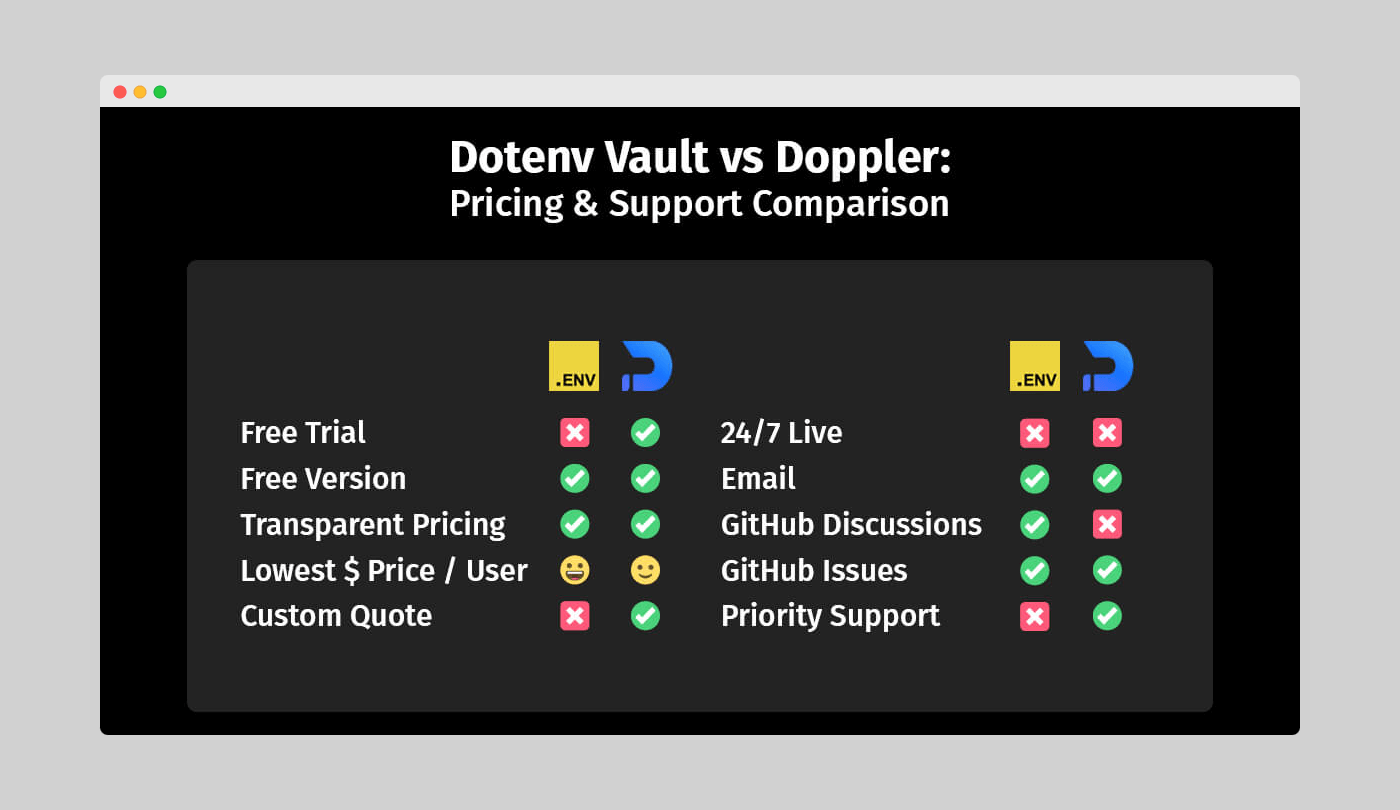 Dotenv Vault vs Doppler:
Pricing & Support Comparison
.ENV
Free Trial
Free Version
Transparent Pricing
Lowest $ Price / User
Custom Quote
.ENV
24/7 Live
Email
GitHub Discussions
GitHub Issues
Priority Support